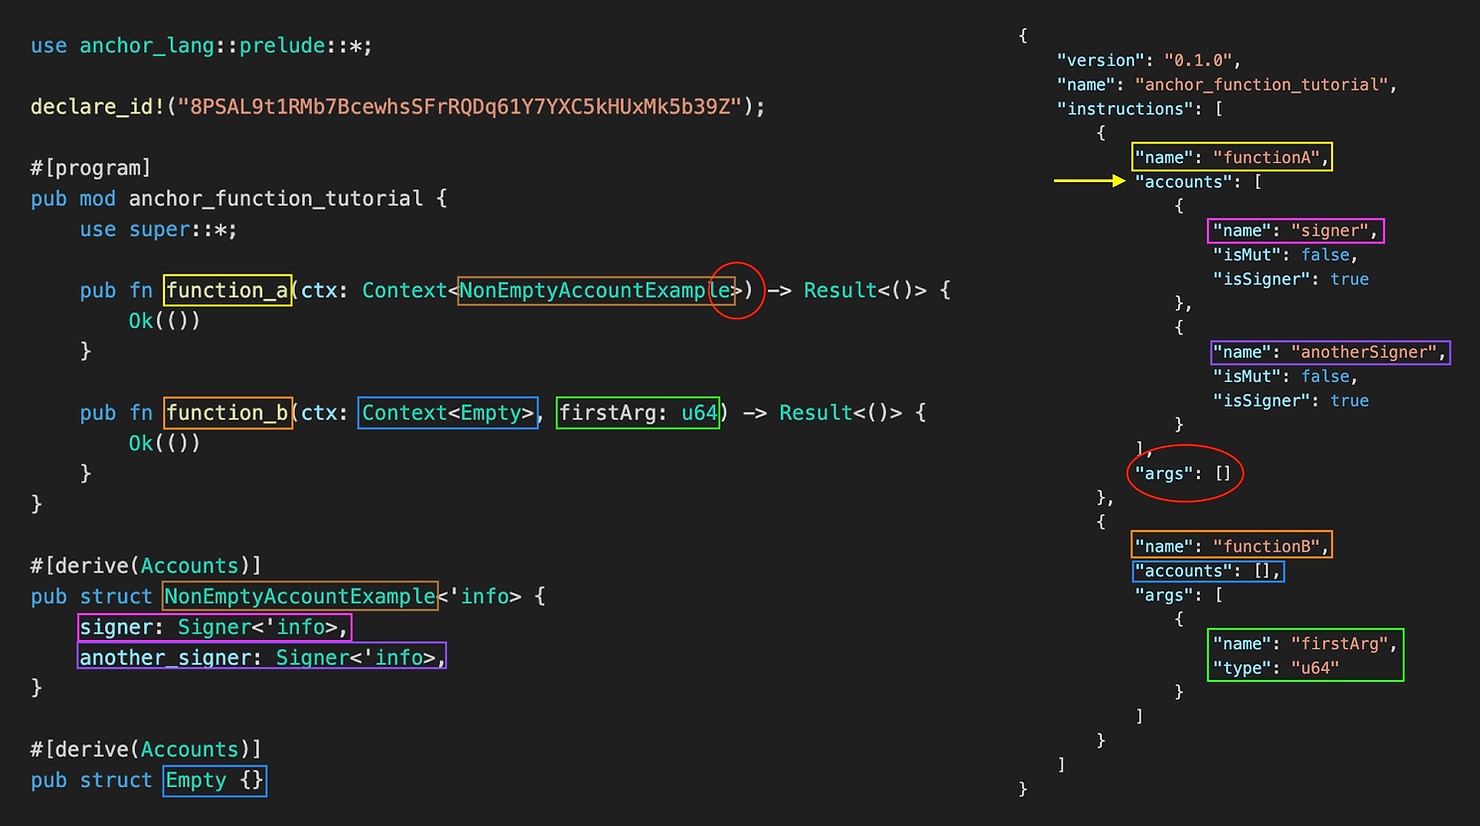 use anchor_lang::prelude::*;
declare_id!("8PSAL9t1RMb7BcewhsSFrRQDq61Y7YXC5kHUxMk5b39Z");
#[program]
pub mod anchor_function_tutorial {
use super::*;
pub fn function_a(ctx: Context<NonEmptyAccountExample>) -> Result<()> {
Ok(())
}
pub fn function_b(ctx: Context<Empty>, firstArg: u64) -> Result<()> {
Ok(())
}
}
#[derive(Accounts)]
pub struct NonEmptyAccountExample<'info> {
signer: Signer<'info>,
another_signer: Signer<'info>,
}
#[derive(Accounts)]
pub struct Empty {}
{
"version": "0.1.0",
"name": "anchor_function_tutorial",
"instructions": [
{
"name": "functionA",
"accounts": [
{
"name": "signer",
"isMut": false,
"isSigner": true
},
{
"name": "anotherSigner",
"isMut": false,
"isSigner": true
}
],
"args": []
},
{
"name": "functionB",
"accounts": [],
"args": [
{
"name": "firstArg",
"type": "u64"
}
]
}
]
}